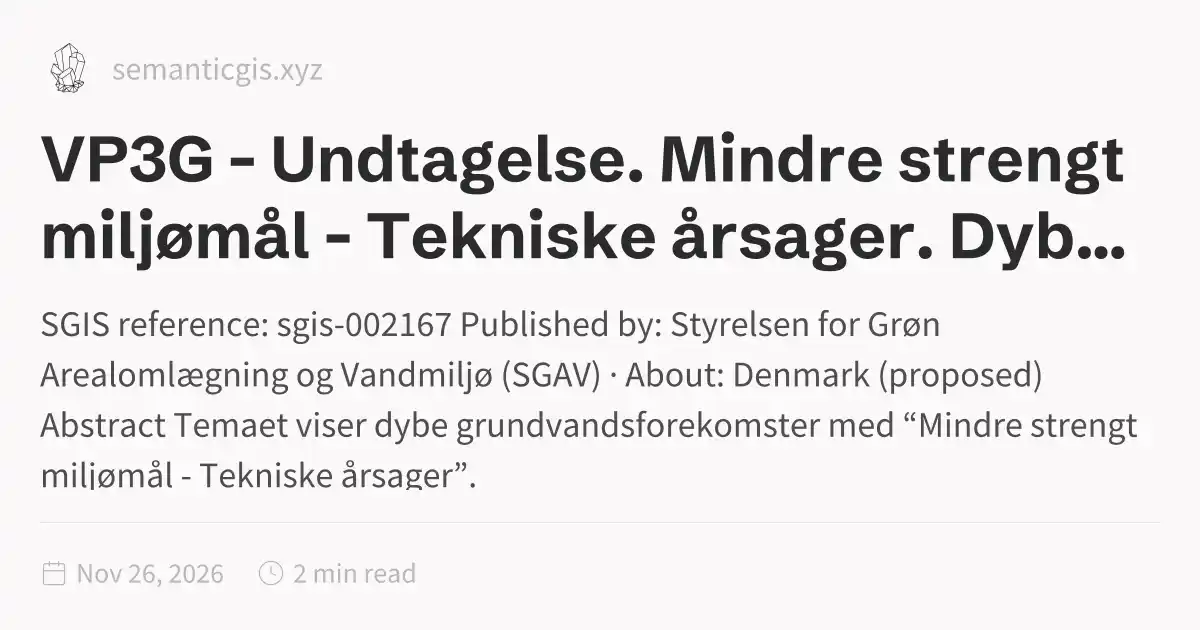 semanticgis.xyz
VP3G - Undtagelse. Mindre strengt
miljømål - Tekniske årsager. Dyb...
SGIS reference: sgis-002167 Published by: Styrelsen for Grøn
Arealomlægning og Vandmiljø (SGAV) · About: Denmark (proposed)
Abstract Temaet viser dybe grundvandsforekomster med “Mindre strengt
miljømål - Tekniske årsager”.
Nov 26, 2026
2 min read